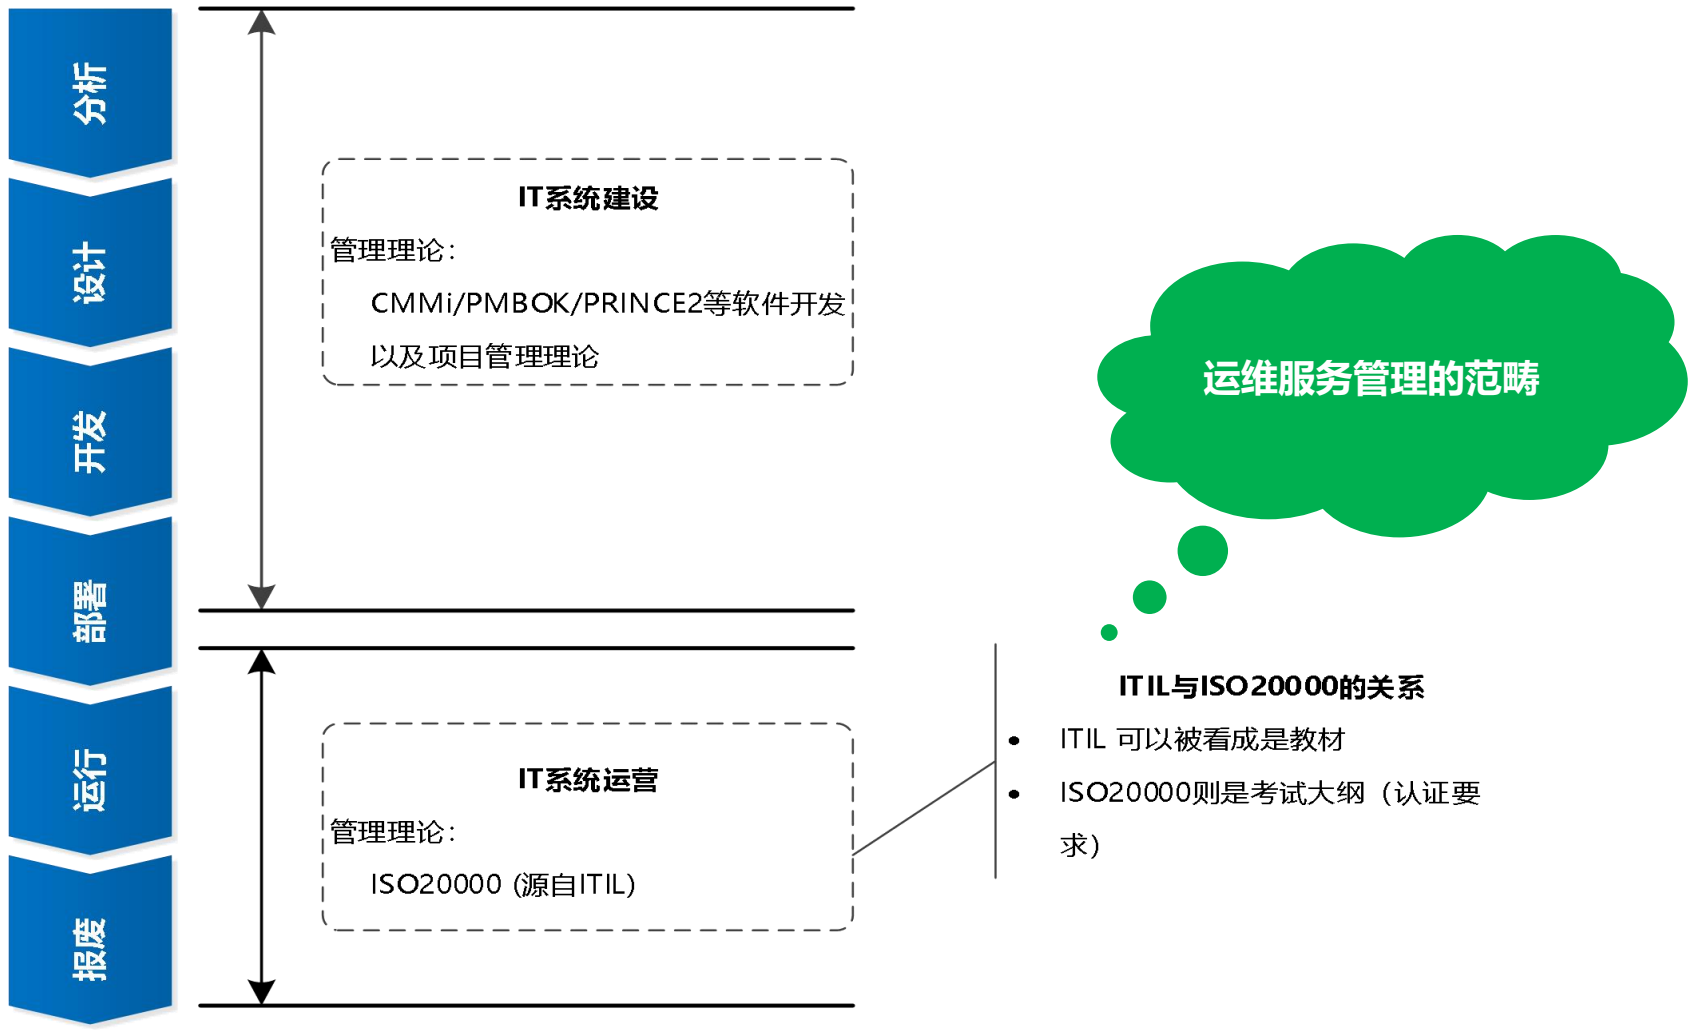 分析
设计
开发
部署
运行
报废
IT系统建设
管理理论：
CMMi/PMBOK/PRINCE2等软件开发
以及项目管理理论
IT系统运营
管理理论：
ISO20000 (源自ITIL)
运维服务管理的范畴
ITIL与ISO20000的关系
• ITIL 可以被看成是教材
• ISO20000则是考试大纲（认证要
求）